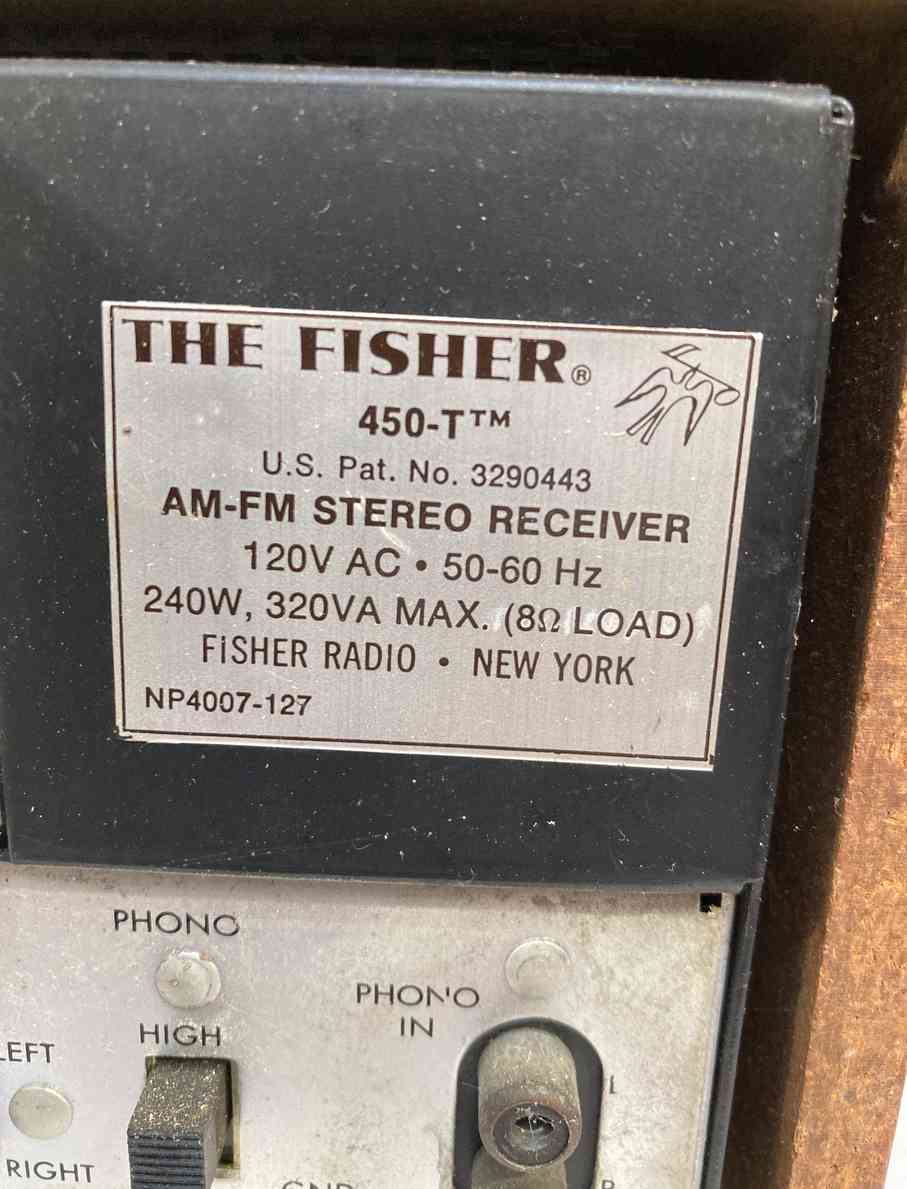 THE FISHER®
450-T™
U.S. Pat. No. 3290443
AM-FM STEREO RECEIVER
120V AC • 50-60 Hz
240W, 320VA MAX. (8Ω LOAD)
FISHER RADIO • NEW YORK
NP4007-127
PHONO
HIGH
LEFT
RIGHT
PHONO
IN
L
R